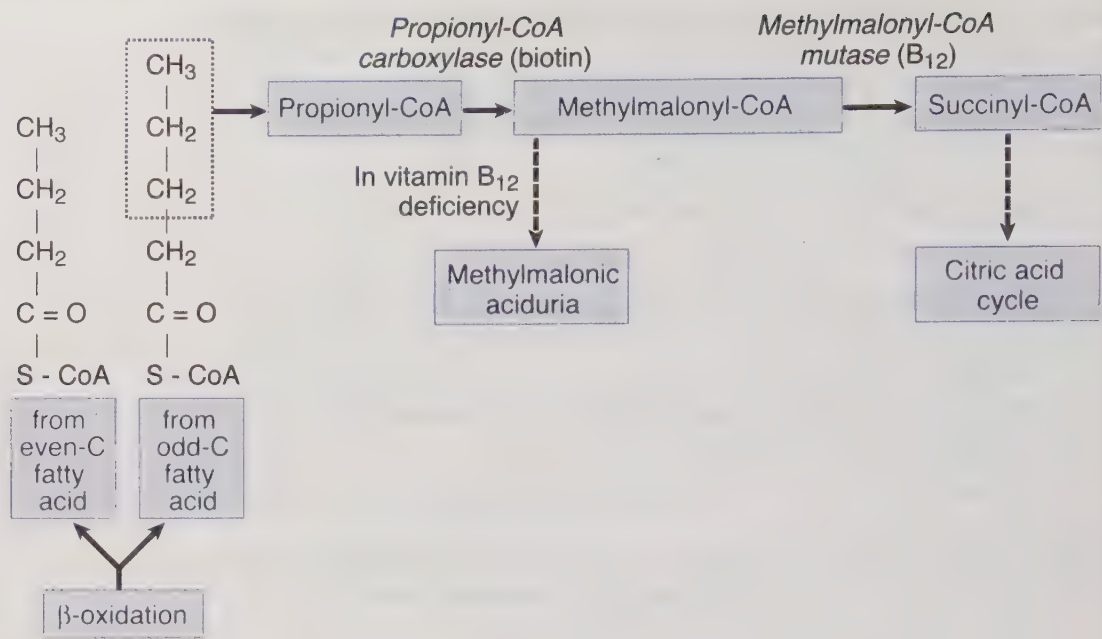 Propionyl-CoA
carboxylase (biotin)
Methylmalonyl-CoA
mutase (B12)
Propionyl-CoA
Methylmalonyl-CoA
Succinyl-CoA
In vitamin B12
deficiency
Methylmalonic
aciduria
Citric acid
cycle
CH3
|
CH2
|
CH2
|
C = O
|
S - CoA
from
even-C
fatty
acid
CH3
|
CH2
|
CH2
|
CH2
|
C = O
|
S - CoA
from
odd-C
fatty
acid
β-oxidation